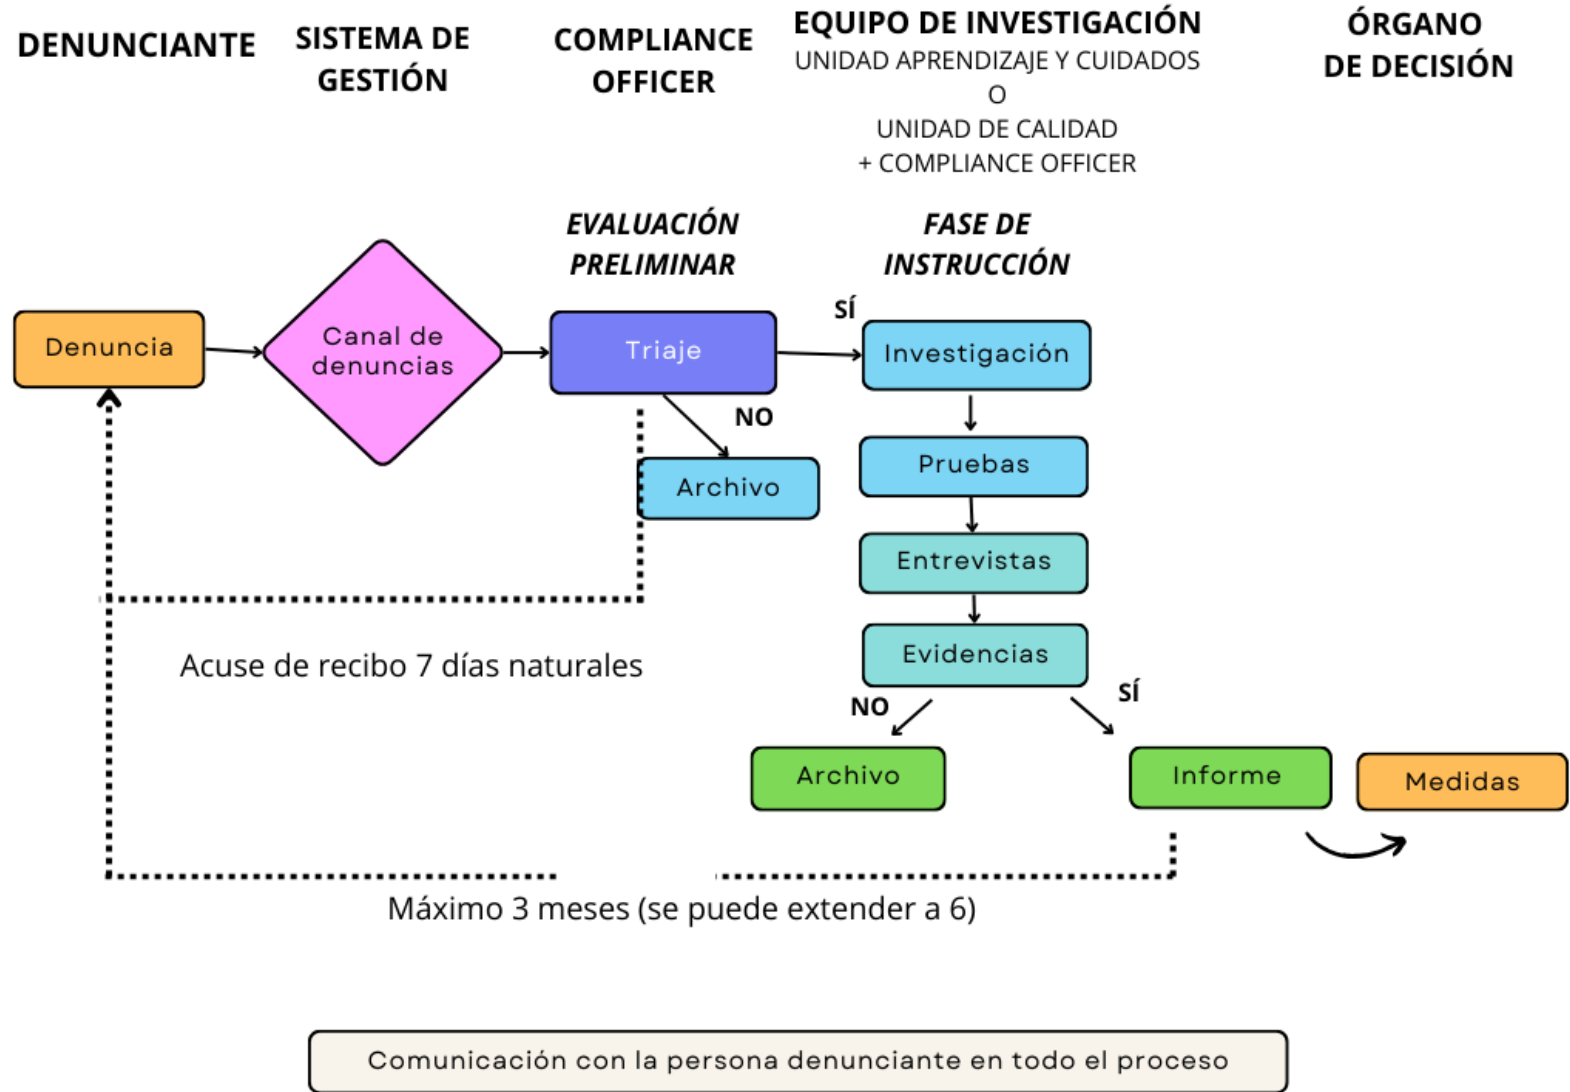 DENUNCIANTE
SISTEMA DE
GESTIÓN
COMPLIANCE
OFFICER
EQUIPO DE INVESTIGACIÓN
UNIDAD APRENDIZAJE Y CUIDADOS
O
UNIDAD DE CALIDAD
+ COMPLIANCE OFFICER
ÓRGANO
DE DECISIÓN
EVALUACIÓN
PRELIMINAR
FASE DE
INSTRUCCIÓN
Denuncia
Canal de
denuncias
Triaje
SÍ
Investigación
NO
Archivo
Pruebas
Entrevistas
Evidencias
Acuse de recibo 7 días naturales
NO
SÍ
Archivo
Informe
Medidas
Máximo 3 meses (se puede extender a 6)
Comunicación con la persona denunciante en todo el proceso